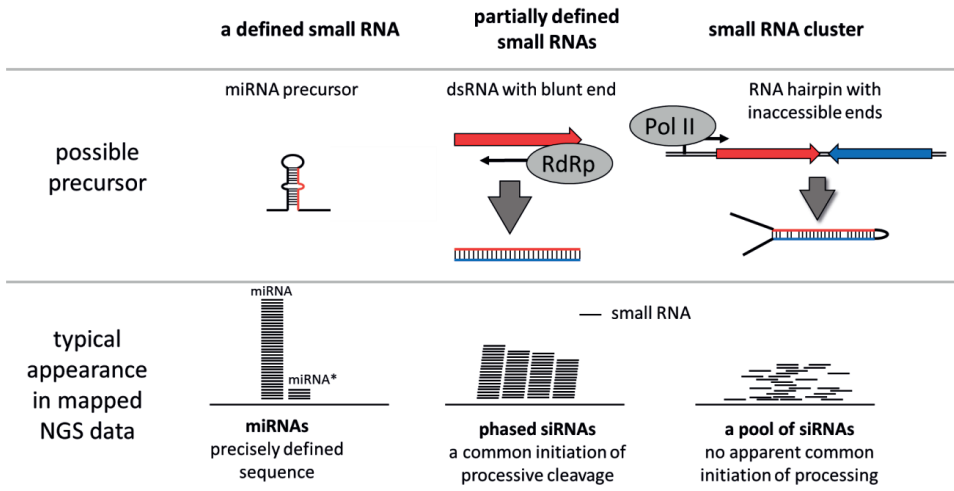 a defined small RNA
partially defined
small RNAs
small RNA cluster
possible
precursor
miRNA precursor
dsRNA with blunt end
RdRp
RNA hairpin with
inaccessible ends
Pol II
typical
appearance
in mapped
NGS data
miRNA
miRNA*
miRNAs
precisely defined
sequence
small RNA
phased siRNAs
a common initiation of
processive cleavage
a pool of siRNAs
no apparent common
initiation of processing